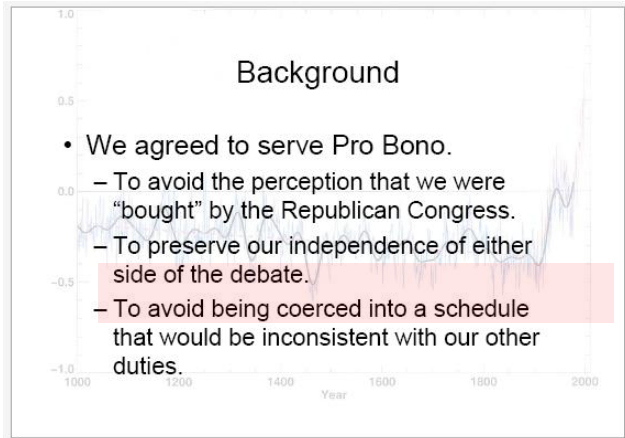 1.0
Background
0.5
• We agreed to serve Pro Bono.
– To avoid the perception that we were
0.0
“bought” by the Republican Congress.
– To preserve our independence of either
−0.5
side of the debate.
– To avoid being coerced into a schedule
that would be inconsistent with our other
−1.0
duties.
1000 1200 1400 1600 1800 2000
Year